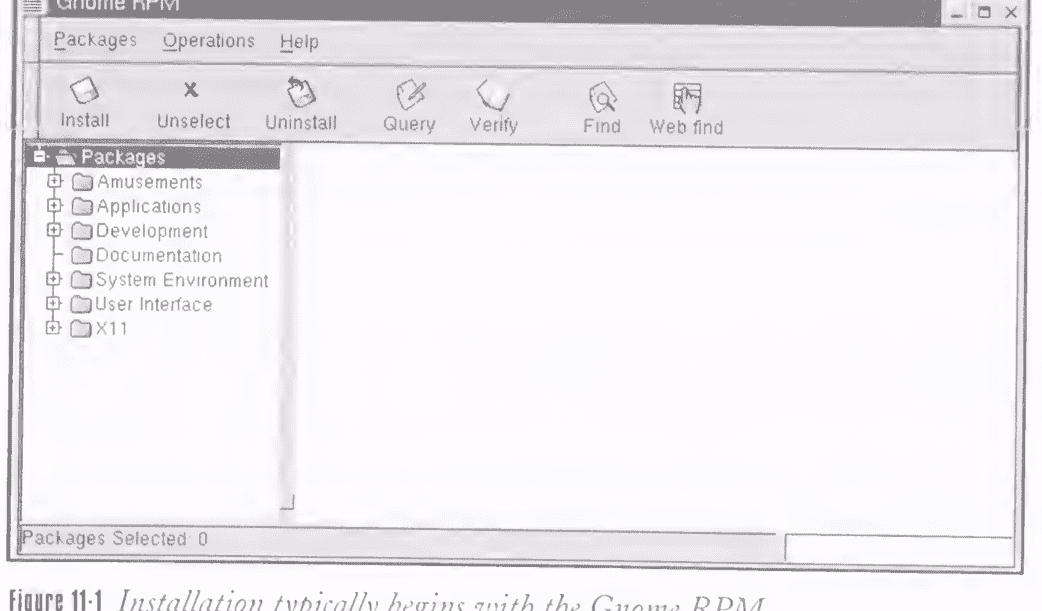 Gnome RPM
Packages Operations Help
Install Unselect Uninstall Query Verify Find Web find
Packages
Amusements
Applications
Development
Documentation
System Environment
User Interface
X11
Packages Selected: 0
Figure 11-1 Installation typically begins with the Gnome RPM